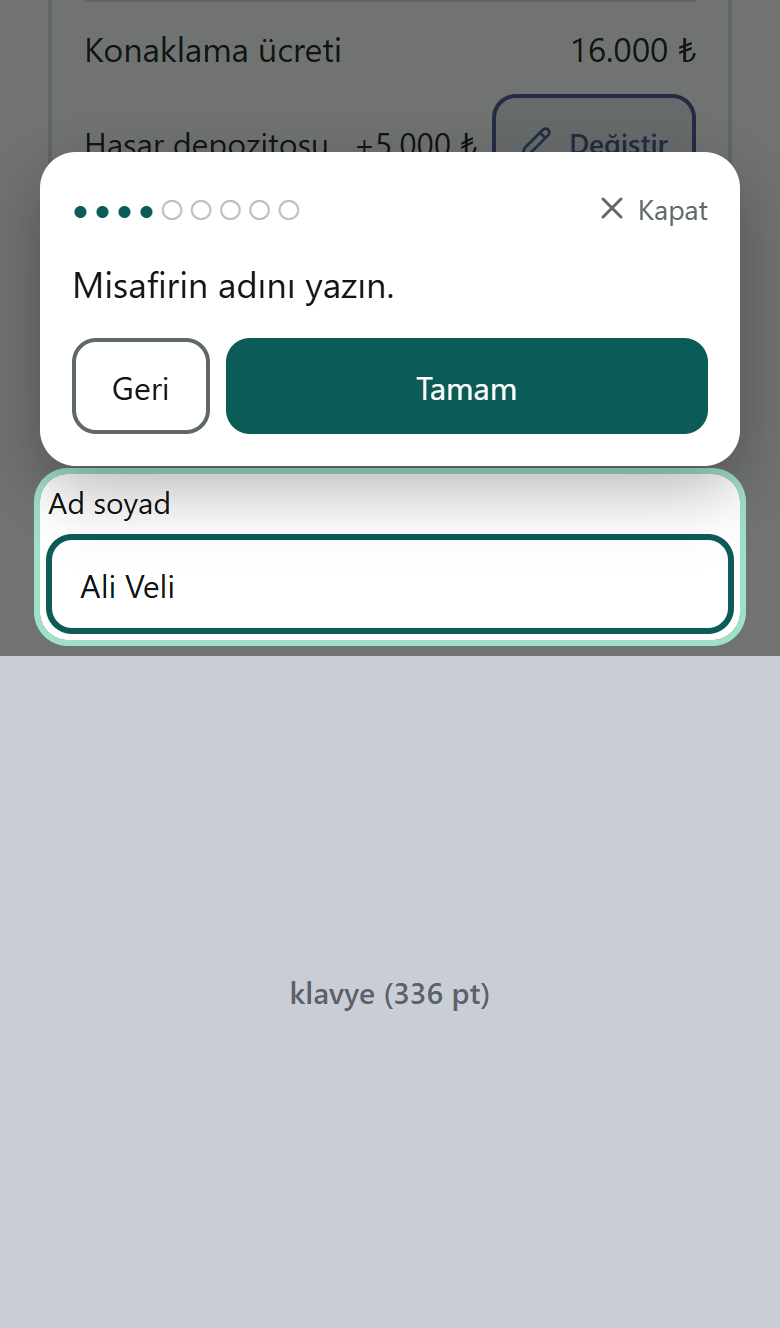 Konaklama ücreti 16.000 ₺
Hasar depozitosu +5.000 ₺ Değiştir
Kapat
Misafirin adını yazın.
Geri Tamam
Ad soyad
Ali Veli
klavye (336 pt)